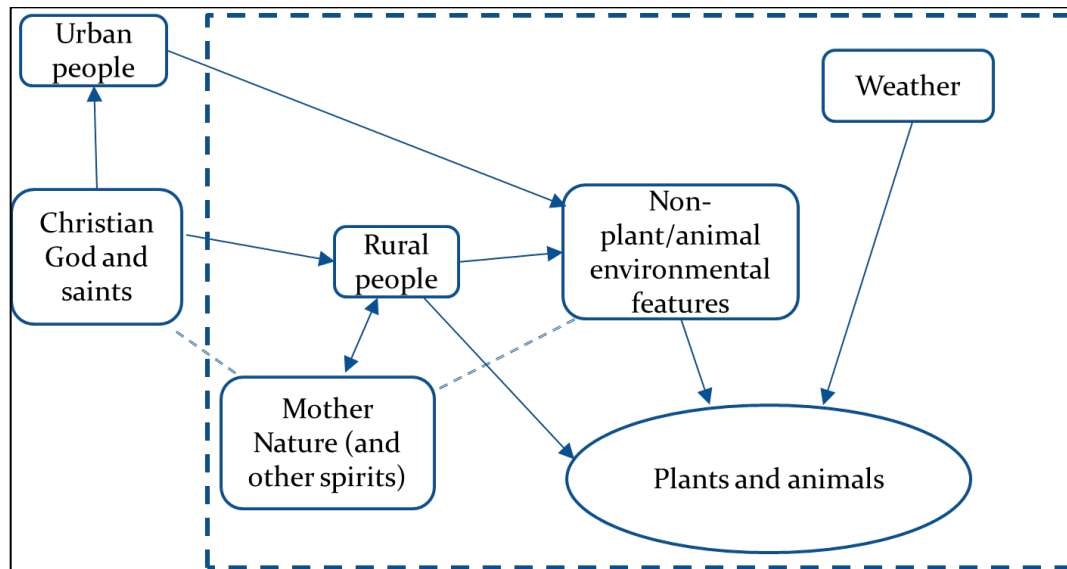 Urban
people
Weather
Christian
God and
saints
Rural
people
Non-
plant/animal
environmental
features
Mother
Nature (and
other spirits)
Plants and animals